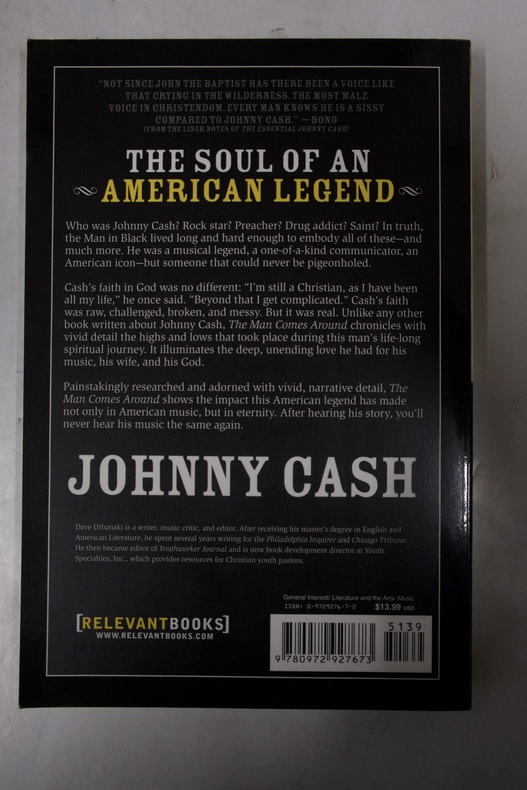 "NOT SINCE JOHN THE BAPTIST HAS THERE BEEN A VOICE LIKE
THAT CRYING IN THE WILDERNESS. THE MOST MALE
VOICE IN CHRISTENDOM. EVERY MAN KNOWS HE IS A SISSY
COMPARED TO JOHNNY CASH." —BONO
(FROM THE LINER NOTES OF THE ESSENTIAL JOHNNY CASH)
THE SOUL OF AN
AMERICAN LEGEND
Who was Johnny Cash? Rock star? Preacher? Drug addict? Saint? In truth,
the Man in Black lived long and hard enough to embody all of these—and
much more. He was a musical legend, a one-of-a-kind communicator, an
American icon—but someone that could never be pigeonholed.
Cash's faith in God was no different: "I'm still a Christian, as I have been
all my life," he once said. "Beyond that I get complicated." Cash's faith
was raw, challenged, broken, and messy. But it was real. Unlike any other
book written about Johnny Cash, The Man Comes Around chronicles with
vivid detail the highs and lows that took place during this man's life-long
spiritual journey. It illuminates the deep, unending love he had for his
music, his wife, and his God.
Painstakingly researched and adorned with vivid, narrative detail, The
Man Comes Around shows the impact this American legend has made
not only in American music, but in eternity. After hearing his story, you'll
never hear his music the same again.
JOHNNY CASH
Dave Urbanski is a writer, music critic, and editor. After receiving his master's degree in English and
American Literature, he spent several years writing for the Philadelphia Inquirer and Chicago Tribune.
He then became editor of Youthworker Journal and is now book development director at Youth
Specialties, Inc., which provides resources for Christian youth pastors.
General Interest/ Literature and the Arts: Music
ISBN: 0-9729276-7-0 $13.99 USD
5139
9 780972 927673
[RELEVANTBOOKS]
WWW.RELEVANTBOOKS.COM